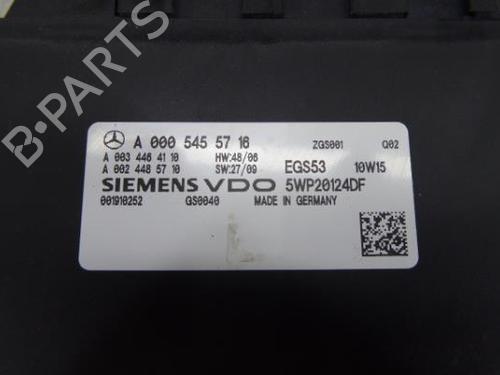 A 000 545 57 16 ZGS001 Q02
A 003 446 41 10 HW:48/06
A 002 448 57 10 SW:27/09 EGS53 10W15
SIEMENS VDO 5WP20124DF
001910252 GS0040 MADE IN GERMANY
B-PARTS